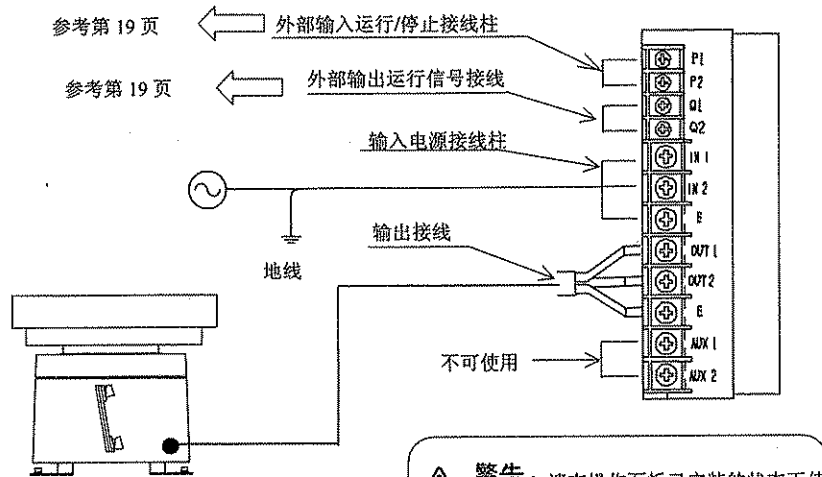 参考第 19 页
外部输入运行/停止接线柱
参考第 19 页
外部输出运行信号接线
输入电源接线柱
地线
输出接线
不可使用
P1
P2
Q1
Q2
IN 1
IN 2
E
OUT 1
OUT 2
E
AUX 1
AUX 2
警告